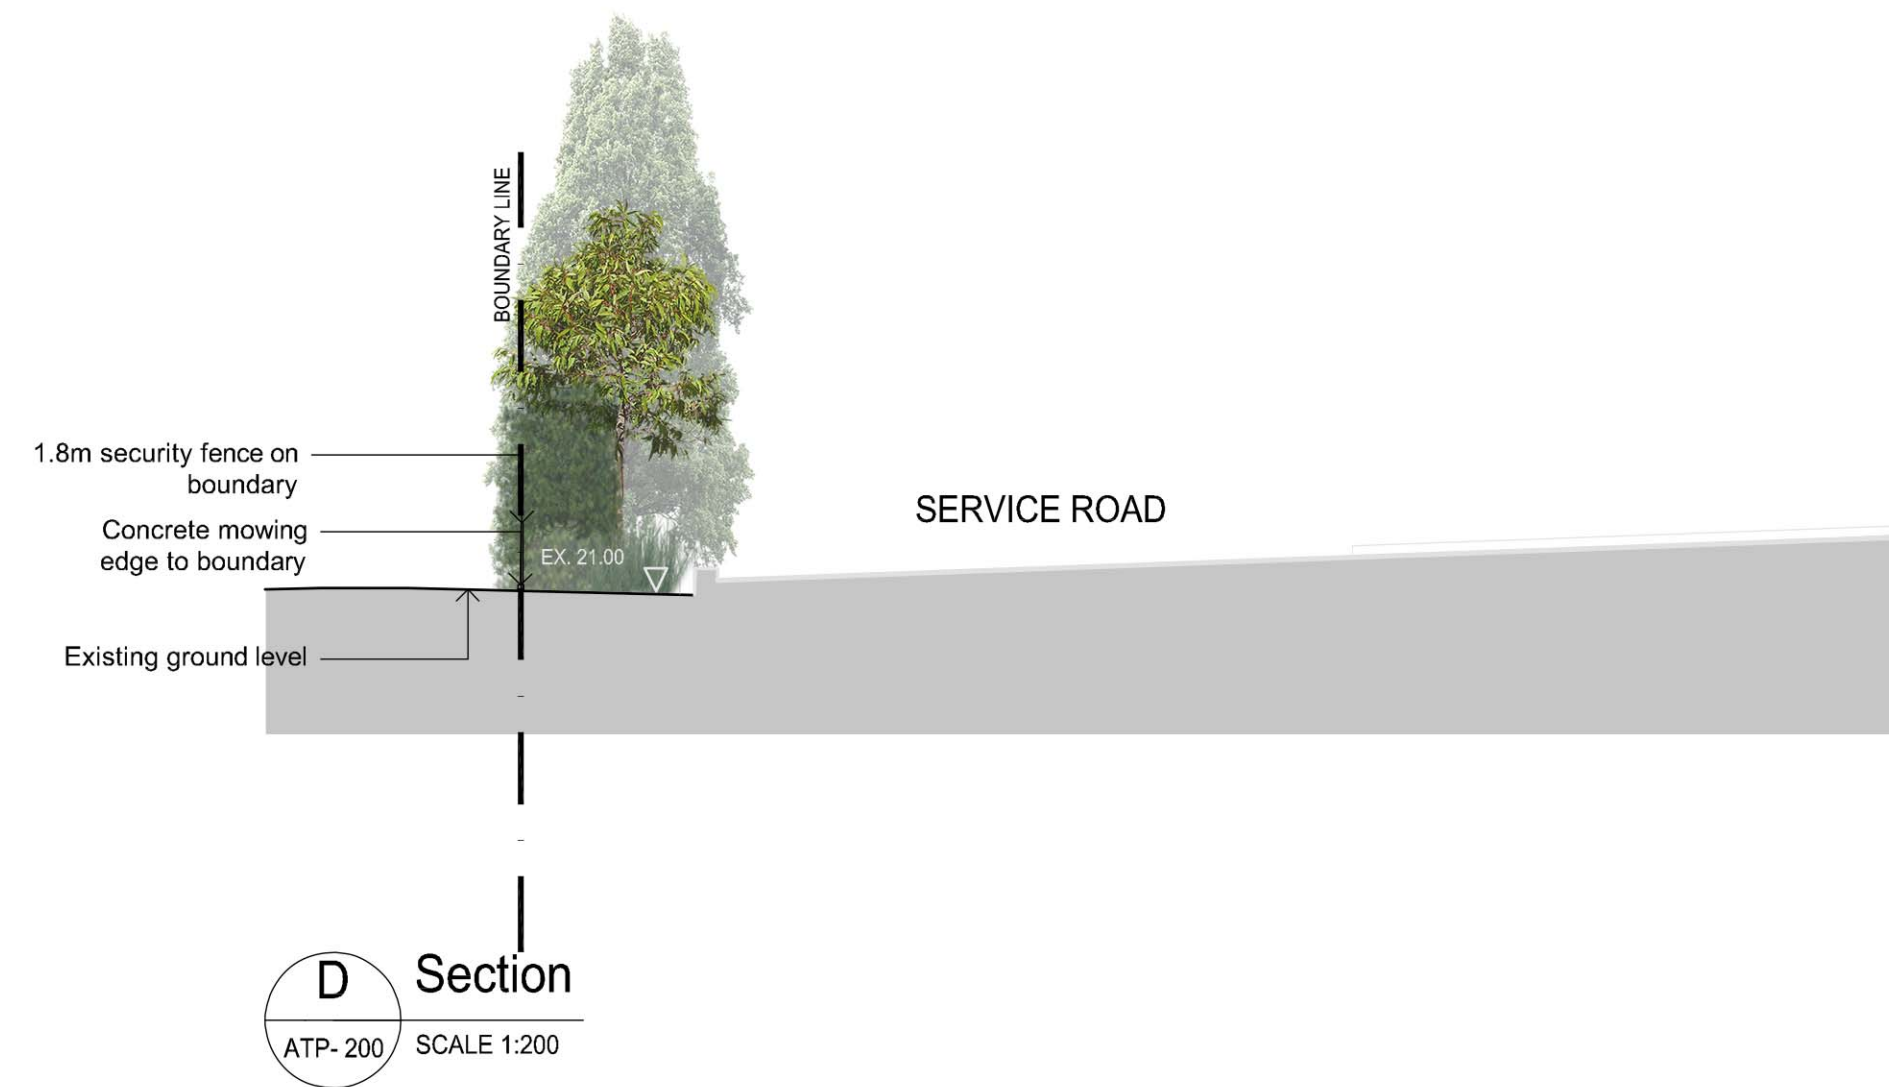 BOUNDARY LINE
1.8m security fence on
boundary
Concrete mowing
edge to boundary
EX. 21.00
SERVICE ROAD
Existing ground level
D
Section
ATP- 200
SCALE 1:200